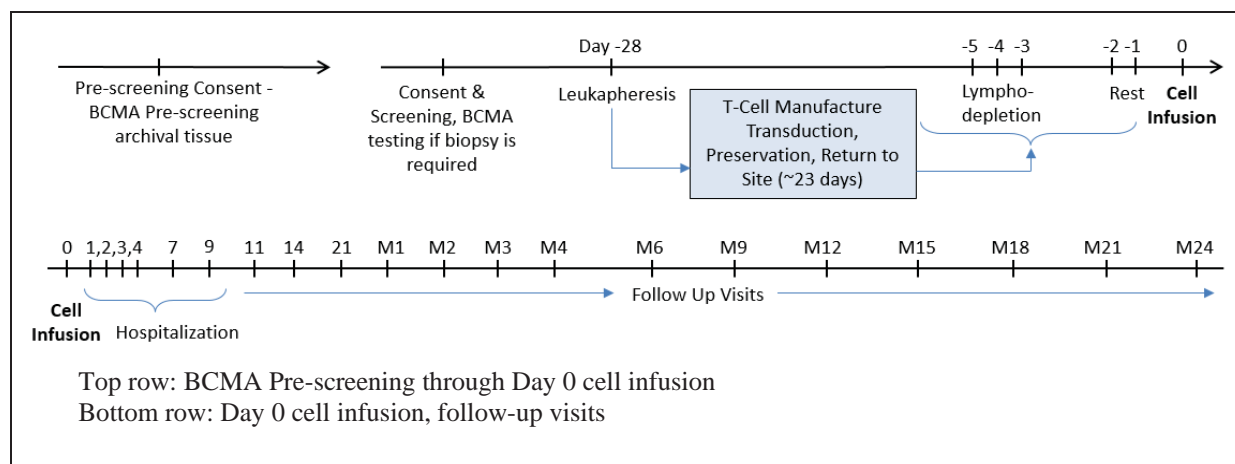 Day -28
-5 -4 -3
-2 -1
0
Pre-screening Consent -
BCMA Pre-screening
archival tissue
Consent &
Screening, BCMA
testing if biopsy is
required
Leukapheresis
T-Cell Manufacture
Transduction,
Preservation, Return to
Site (~23 days)
Lympho-
depletion
Rest
Cell
Infusion
0 1,2,3,4 7 9 11 14 21 M1 M2 M3 M4 M6 M9 M12 M15 M18 M21 M24
Cell
Infusion
Hospitalization
Follow Up Visits
Top row: BCMA Pre-screening through Day 0 cell infusion
Bottom row: Day 0 cell infusion, follow-up visits